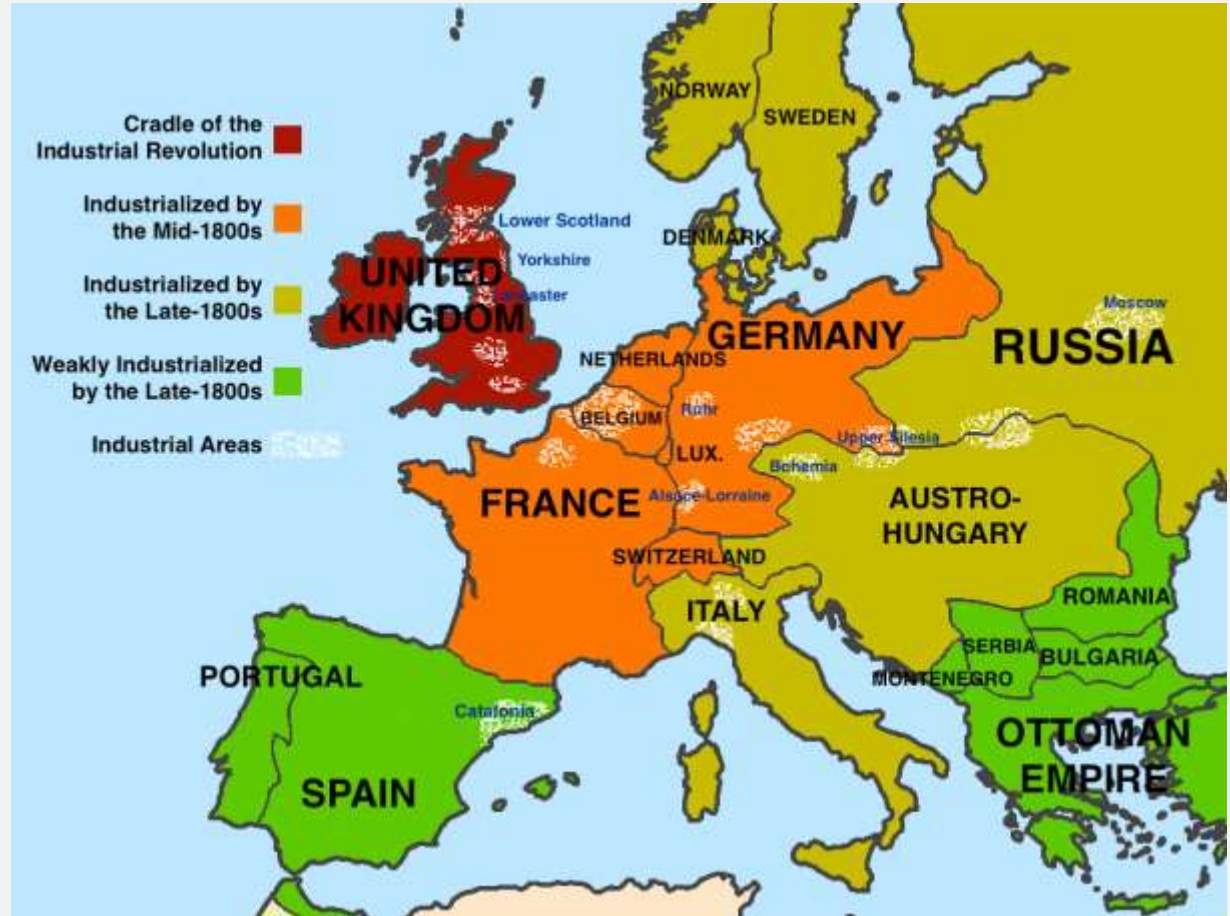 Cradle of the
Industrial Revolution
Industrialized by
the Mid-1800s
Industrialized by
the Late-1800s
Weakly Industrialized
by the Late-1800s
Industrial Areas
NORWAY
SWEDEN
DENMARK
Lower Scotland
Yorkshire
Lancaster
UNITED
KINGDOM
NETHERLANDS
GERMANY
Moscow
RUSSIA
BELGIUM
Ruhr
LUX.
Upper Silesia
Bohemia
FRANCE
Alsace-Lorraine
AUSTRO-
HUNGARY
SWITZERLAND
ITALY
ROMANIA
SERBIA
BULGARIA
MONTENEGRO
PORTUGAL
Catalonia
SPAIN
OTTOMAN
EMPIRE